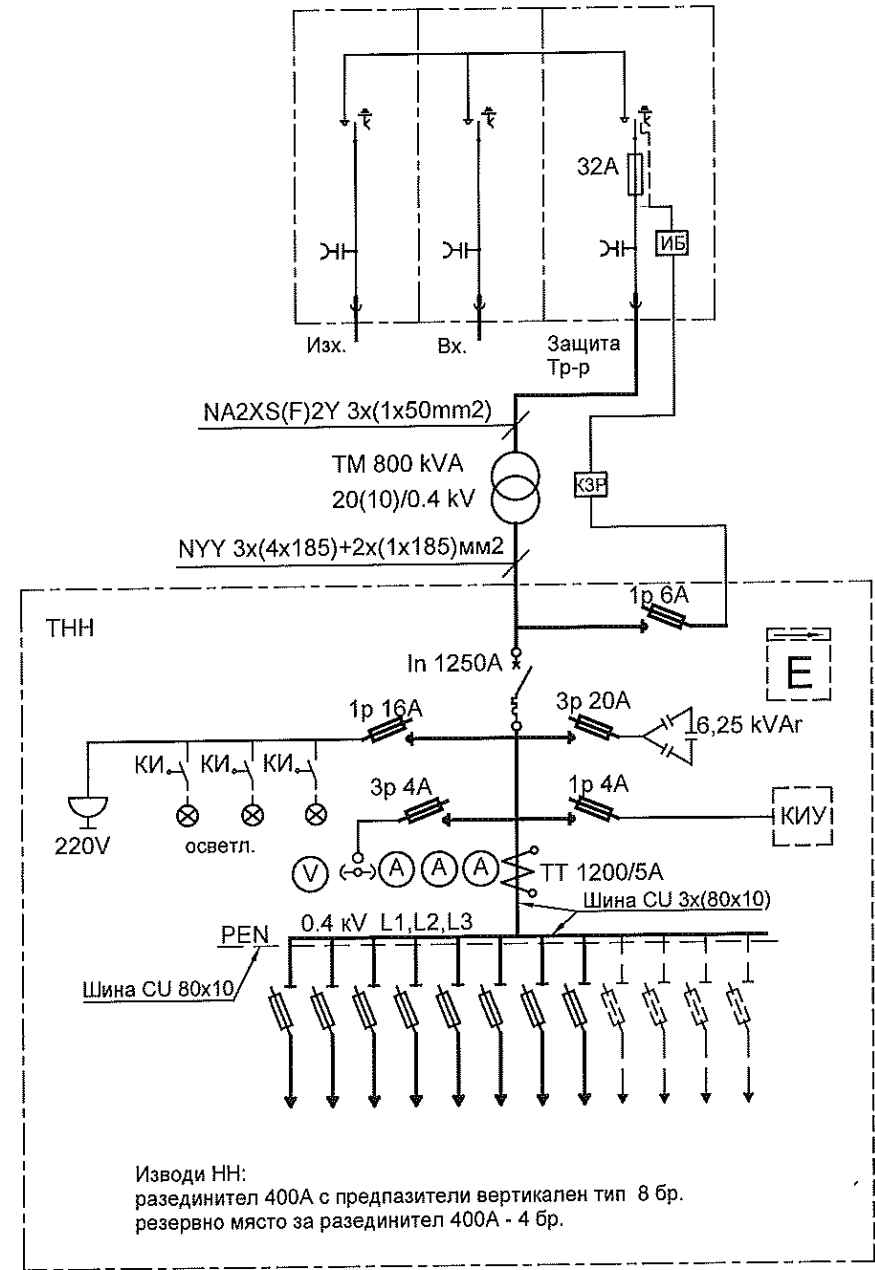 32A
ИБ
Изх.
Вх.
Защита
Тр-р
NA2XS(F)2Y 3x(1x50mm2)
ТМ 800 kVA
20(10)/0.4 kV
КЗР
NYY 3x(4x185)+2x(1x185)мм2
1p 6A
ТНН
E
In 1250A
1p 16A
3p 20A
6,25 kVAr
КИ
КИ
КИ
3p 4A
1p 4A
КИУ
220V
осветл.
V
A
A
A
ТТ 1200/5A
Шина CU 3x(80x10)
0.4 кV L1,L2,L3
PEN
Шина CU 80x10
Изводи НН:
разединител 400А с предпазители вертикален тип 8 бр.
резервно място за разединител 400А - 4 бр.